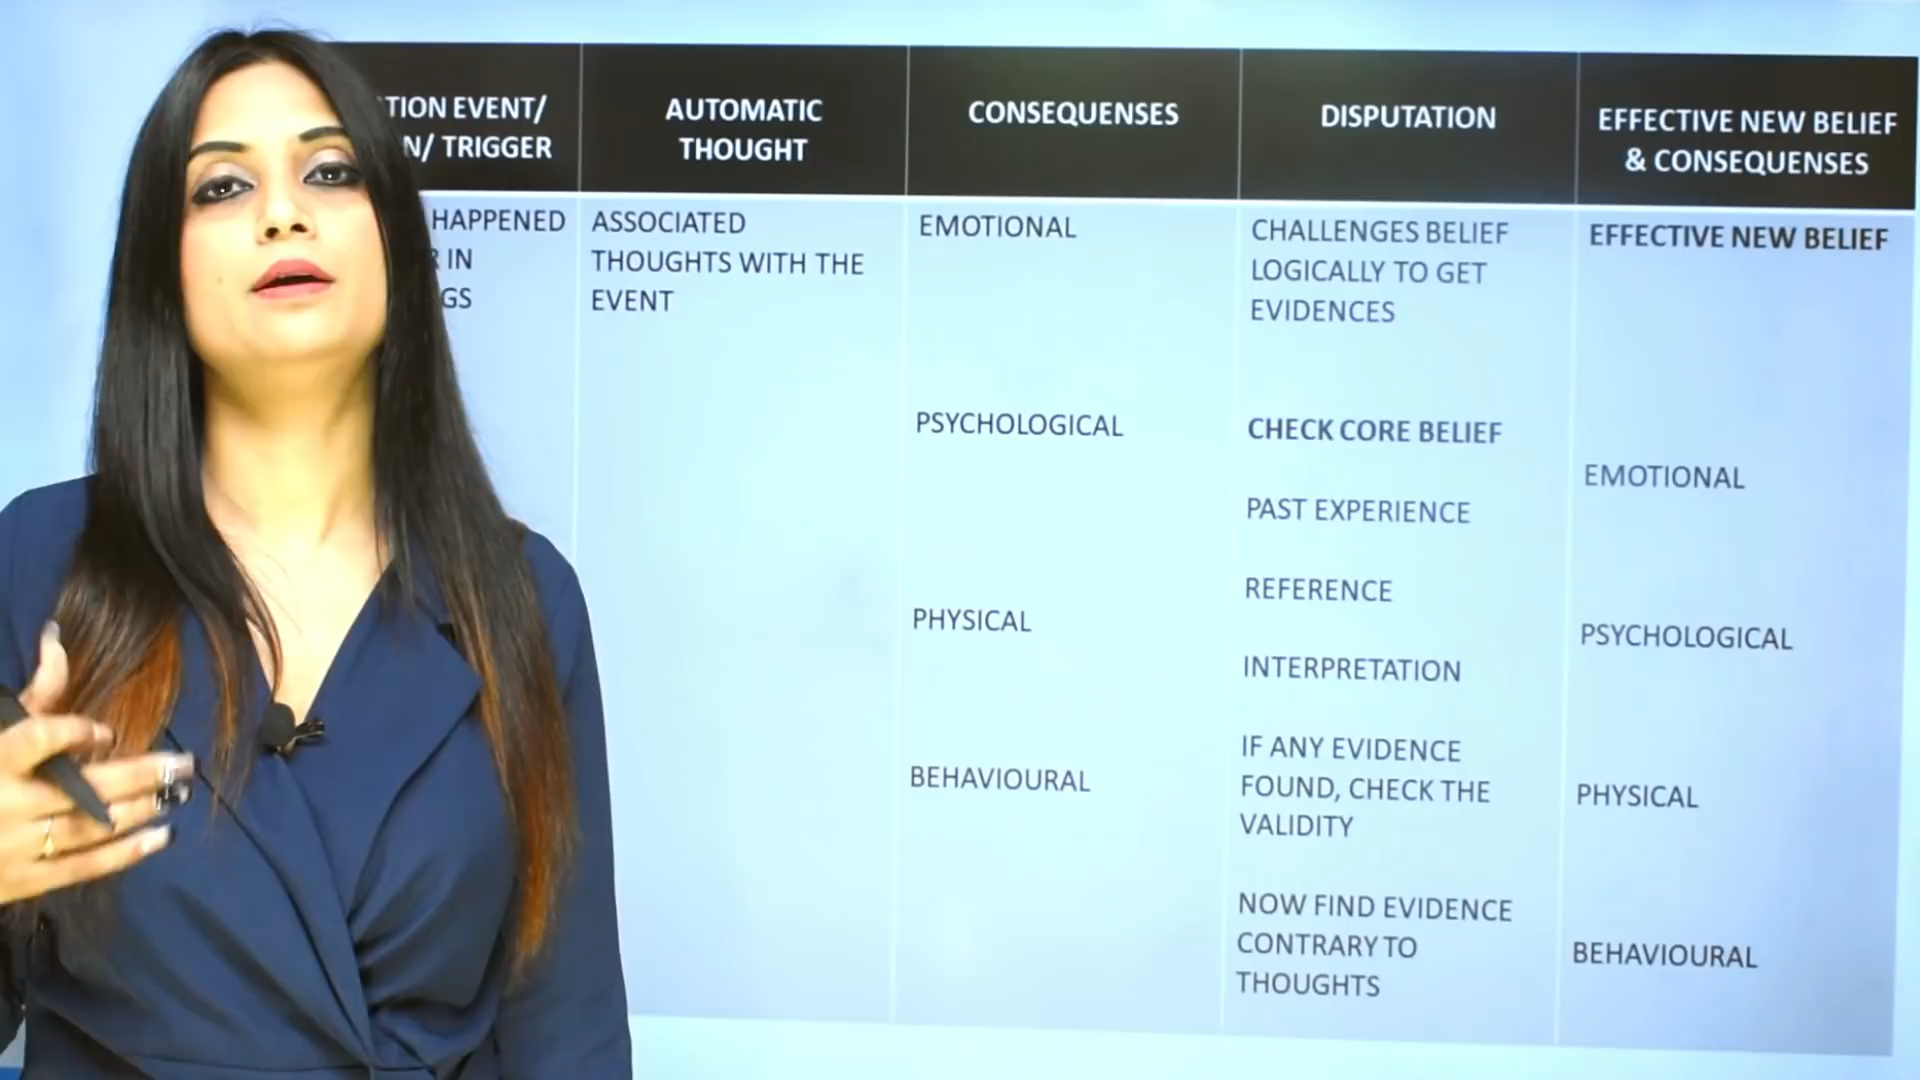 TION EVENT/
N/ TRIGGER
HAPPENED
IN
GS
AUTOMATIC
THOUGHT
ASSOCIATED
THOUGHTS WITH THE
EVENT
CONSEQUENSES
EMOTIONAL
PSYCHOLOGICAL
PHYSICAL
BEHAVIOURAL
DISPUTATION
CHALLENGES BELIEF
LOGICALLY TO GET
EVIDENCES
CHECK CORE BELIEF
PAST EXPERIENCE
REFERENCE
INTERPRETATION
IF ANY EVIDENCE
FOUND, CHECK THE
VALIDITY
NOW FIND EVIDENCE
CONTRARY TO
THOUGHTS
EFFECTIVE NEW BELIEF
& CONSEQUENSES
EFFECTIVE NEW BELIEF
EMOTIONAL
PSYCHOLOGICAL
PHYSICAL
BEHAVIOURAL